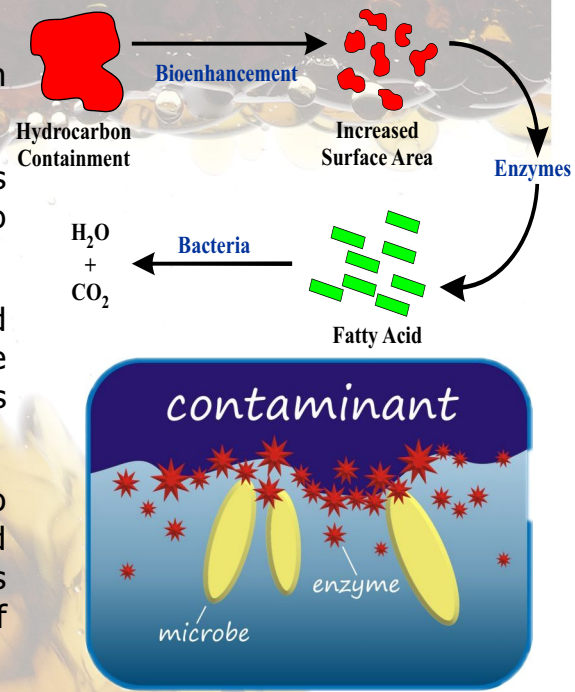 Bioenhancement
Hydrocarbon
Containment
Increased
Surface Area
Enzymes
H₂O
+
CO₂
Bacteria
Fatty Acid
contaminant
enzyme
microbe